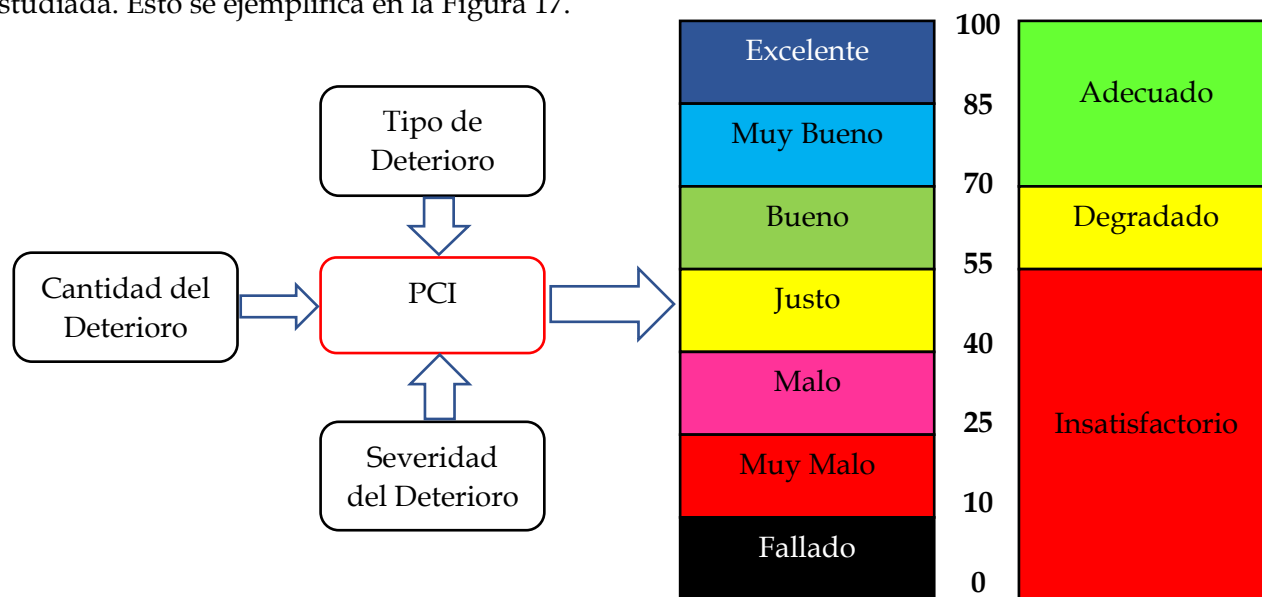 studiada. Esto se ejemplifica en la Figura 17.
Tipo de
Deterioro
Cantidad del
Deterioro
PCI
Severidad
del Deterioro
Excelente
Muy Bueno
Bueno
Justo
Malo
Muy Malo
Fallado
100
85
70
55
40
25
10
0
Adecuado
Degradado
Insatisfactorio